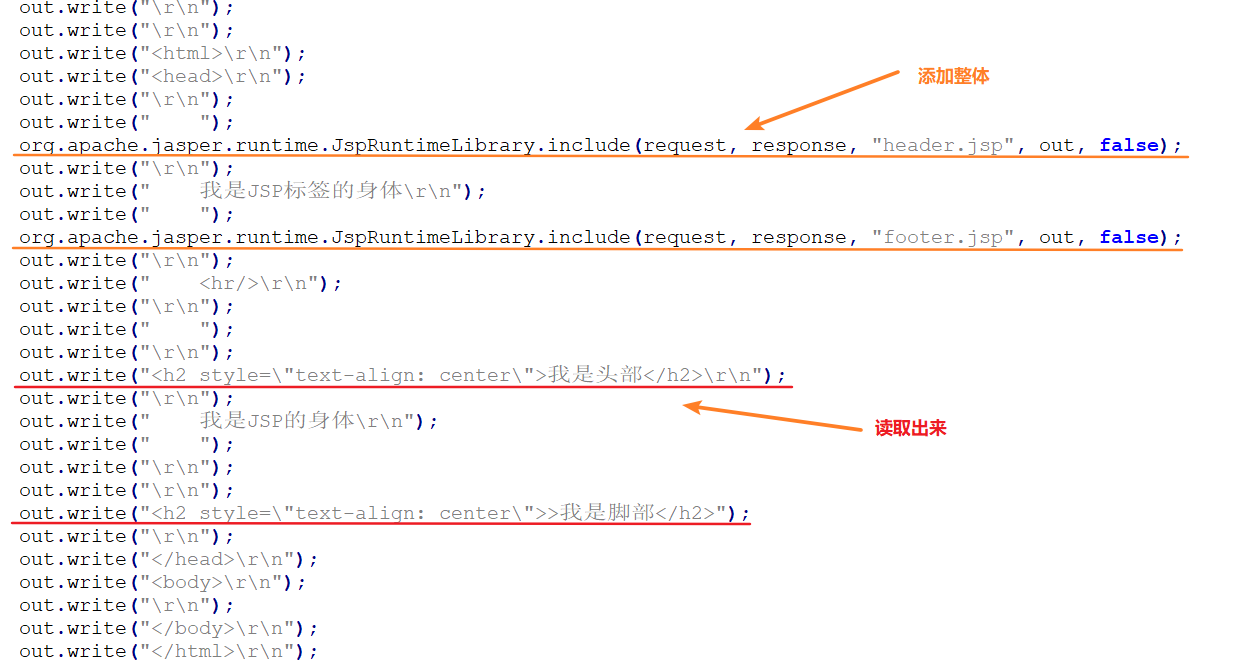 out.write("\r\n");
out.write("\r\n");
out.write("<html>\r\n");
out.write("<head>\r\n");
添加整体
out.write("\r\n");
out.write("    ");
org.apache.jasper.runtime.JspRuntimeLibrary.include(request, response, "header.jsp", out, false);
out.write("\r\n");
out.write("    我是JSP标签的身体\r\n");
out.write("    ");
org.apache.jasper.runtime.JspRuntimeLibrary.include(request, response, "footer.jsp", out, false);
out.write("\r\n");
out.write("    <hr/>\r\n");
out.write("\r\n");
out.write("    ");
out.write("\r\n");
out.write("<h2 style=\"text-align: center\">我是头部</h2>\r\n");
out.write("\r\n");
out.write("    我是JSP的身体\r\n");
读取出来
out.write("    ");
out.write("\r\n");
out.write("\r\n");
out.write("<h2 style=\"text-align: center\">>我是脚部</h2>");
out.write("\r\n");
out.write("</head>\r\n");
out.write("<body>\r\n");
out.write("\r\n");
out.write("</body>\r\n");
out.write("</html>\r\n");